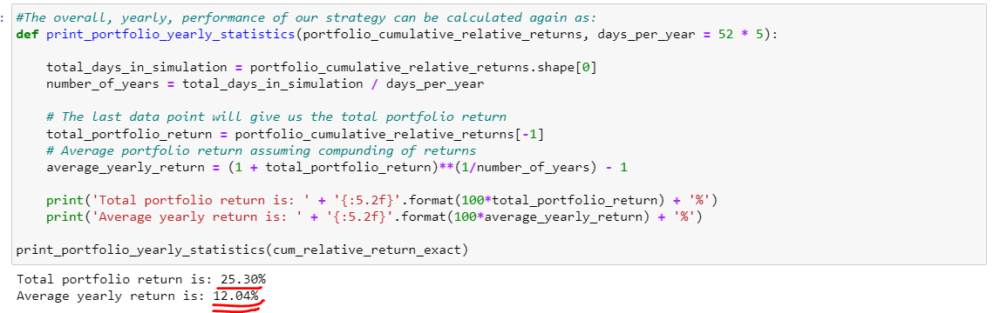 : #The overall, yearly, performance of our strategy can be calculated again as:
def print_portfolio_yearly_statistics(portfolio_cumulative_relative_returns, days_per_year = 52 * 5):
    total_days_in_simulation = portfolio_cumulative_relative_returns.shape[0]
    number_of_years = total_days_in_simulation / days_per_year
    # The last data point will give us the total portfolio return
    total_portfolio_return = portfolio_cumulative_relative_returns[-1]
    # Average portfolio return assuming compunding of returns
    average_yearly_return = (1 + total_portfolio_return)**(1/number_of_years) - 1
    print('Total portfolio return is: ' + '{:5.2f}'.format(100*total_portfolio_return) + '%')
    print('Average yearly return is: ' + '{:5.2f}'.format(100*average_yearly_return) + '%')
print_portfolio_yearly_statistics(cum_relative_return_exact)
Total portfolio return is: 25.30%
Average yearly return is: 12.04%